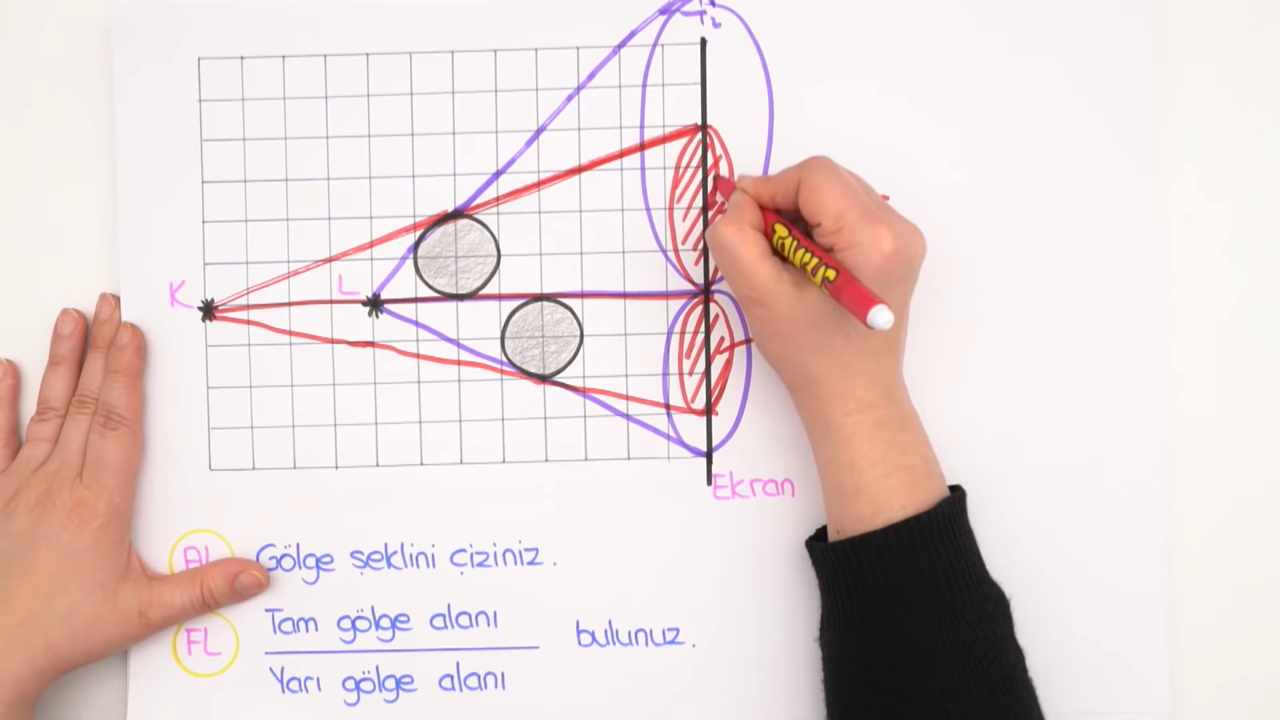 K
L
Ekran
Gölge şeklini çiziniz.
FL
Tam gölge alanı
Yarı gölge alanı
bulunuz.